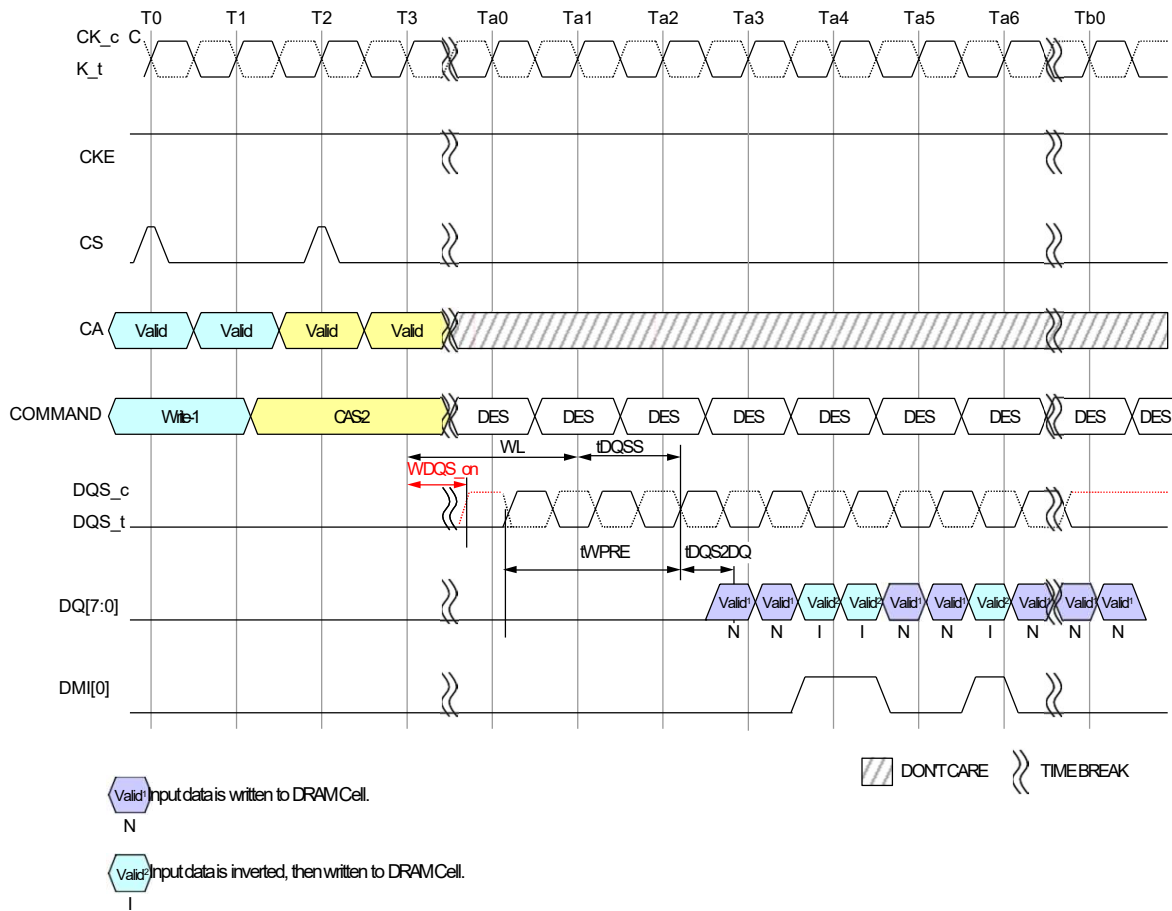 T0 T1 T2 T3 Ta0 Ta1 Ta2 Ta3 Ta4 Ta5 Ta6 Tb0
CK_c C
K_t
CKE
CS
CA Valid Valid Valid Valid
COMMAND Write-1 CAS2 DES DES DES DES DES DES DES DES DES
WL tDQSS
WDQS_on
DQS_c
DQS_t
tWPRE tDQS2DQ
DQ[7:0] Valid¹ Valid¹ Valid² Valid² Valid¹ Valid¹ Valid² Valid¹ Valid¹ Valid¹
N N I I N N I N N N
DMI[0]
DON'T CARE TIME BREAK
Valid¹ Input data is written to DRAM Cell.
N
Valid² Input data is inverted, then written to DRAM Cell.
I